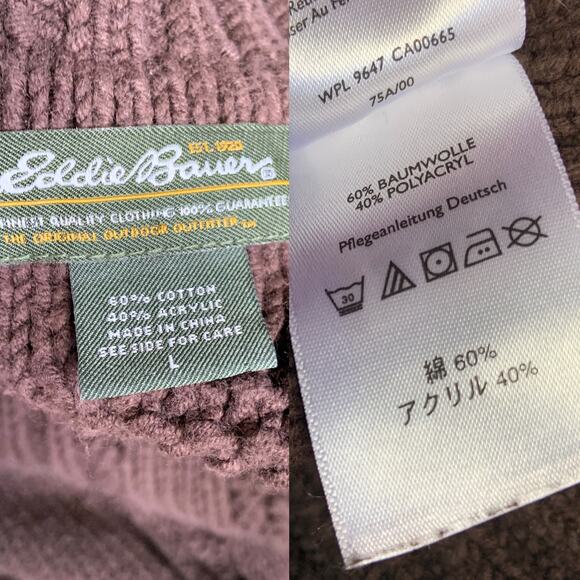 EST. 1920
Eddie Bauer
FINEST QUALITY CLOTHING 100% GUARANTEE
THE ORIGINAL OUTDOOR OUTFITTER™
60% COTTON
40% ACRYLIC
MADE IN CHINA
SEE SIDE FOR CARE
L
WPL 9647 CA00665
75A/00
60% BAUMWOLLE
40% POLYACRYL
Pflegeanleitung Deutsch
30
綿 60%
アクリル 40%